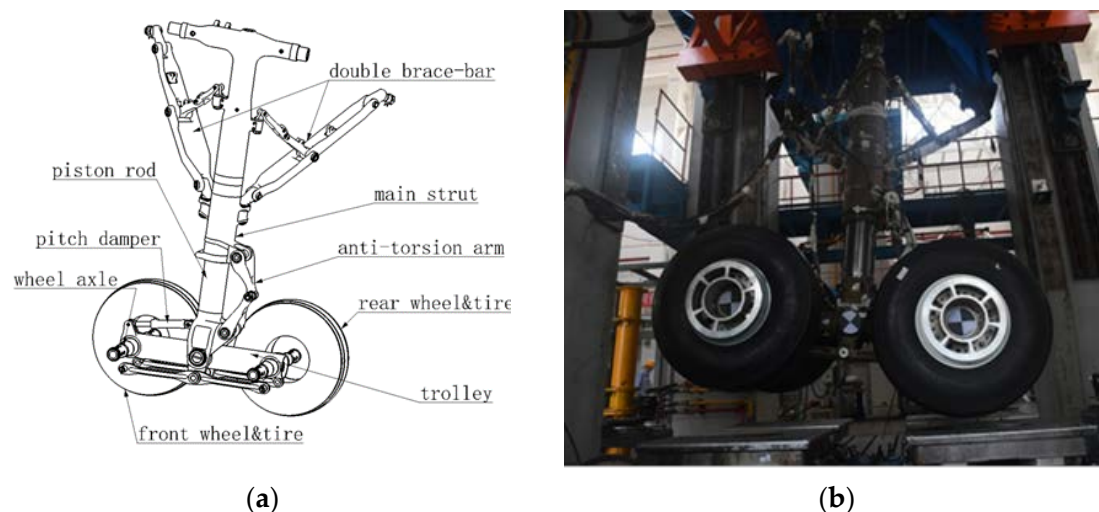 double brace-bar
piston rod
main strut
pitch damper
anti-torsion arm
wheel axle
rear wheel&tire
trolley
front wheel&tire
(a)
(b)